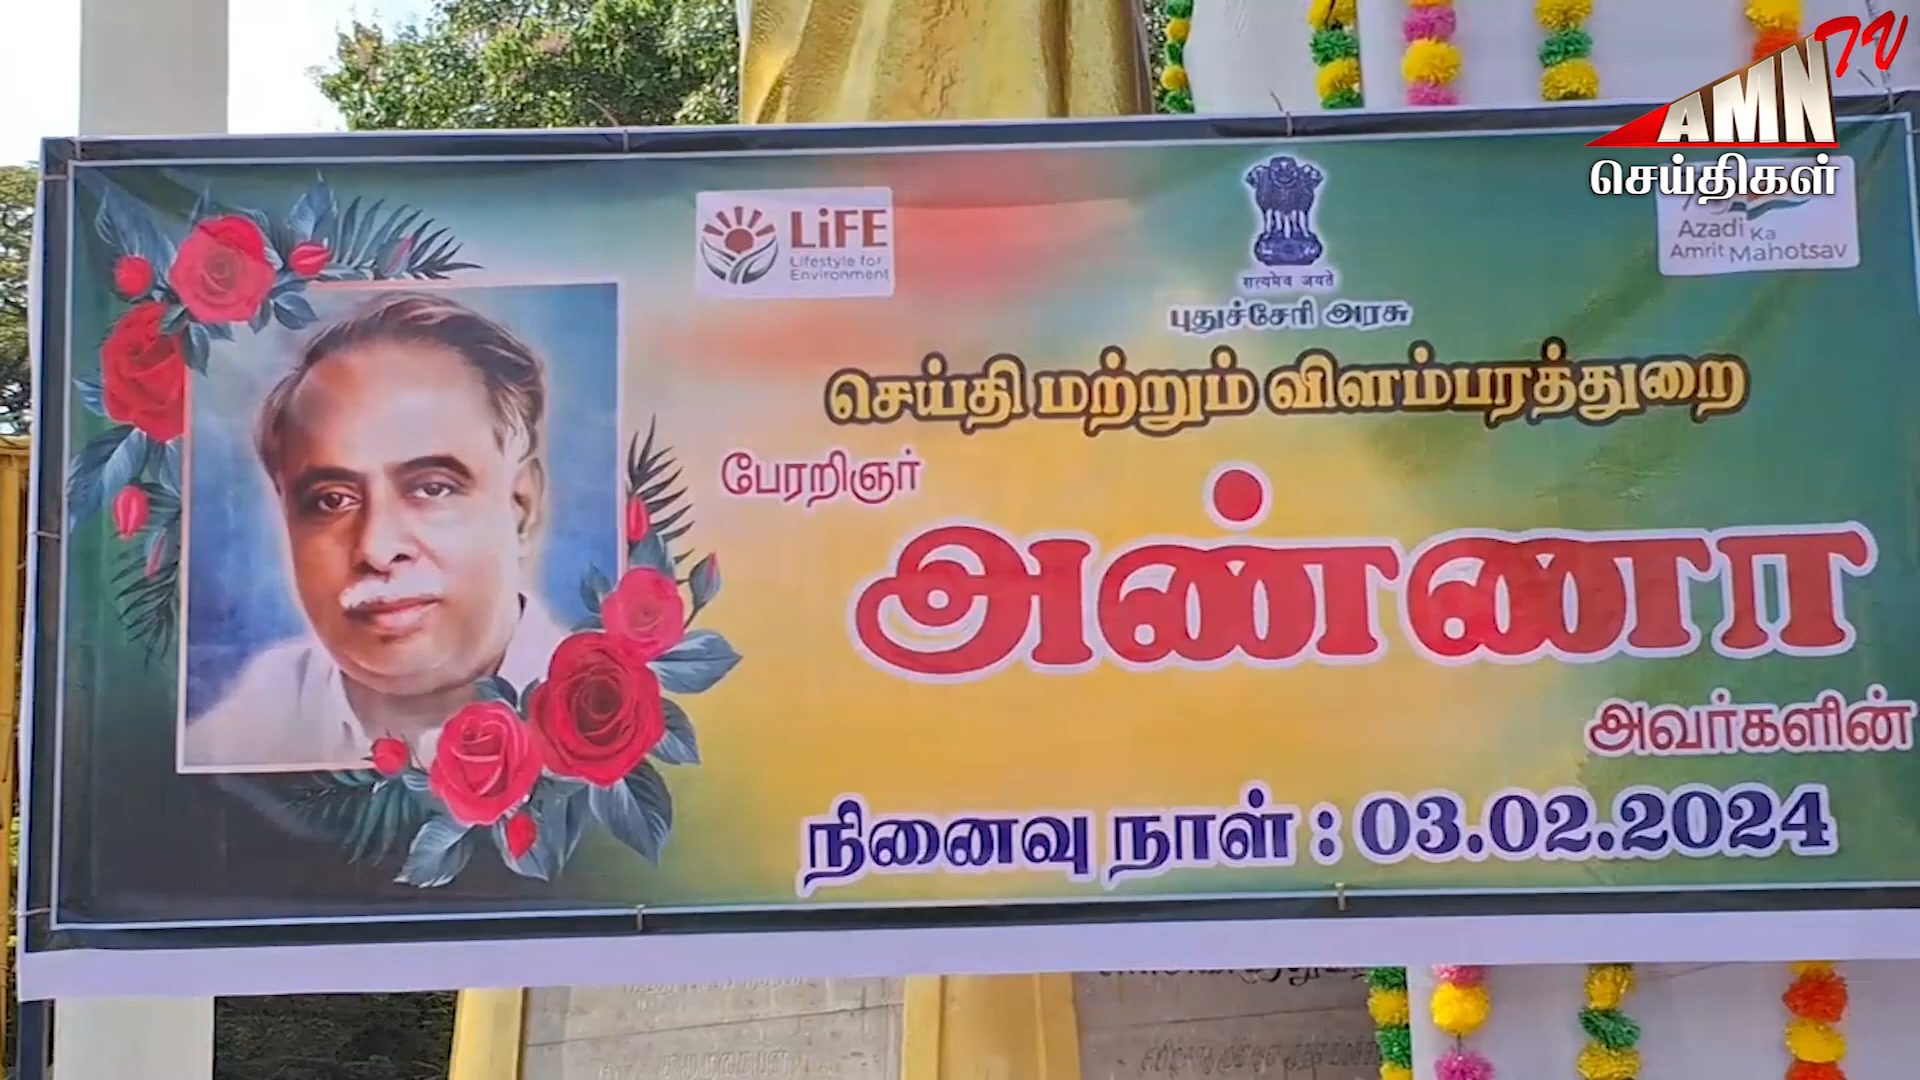 AMN TV
செய்திகள்
LiFE
Lifestyle for
Environment
सत्यमेव जयते
Azadi Ka
Amrit Mahotsav
புதுச்சேரி அரசு
செய்தி மற்றும் விளம்பரத்துறை
பேரறிஞர்
அண்ணா
அவர்களின்
நினைவு நாள் : 03.02.2024